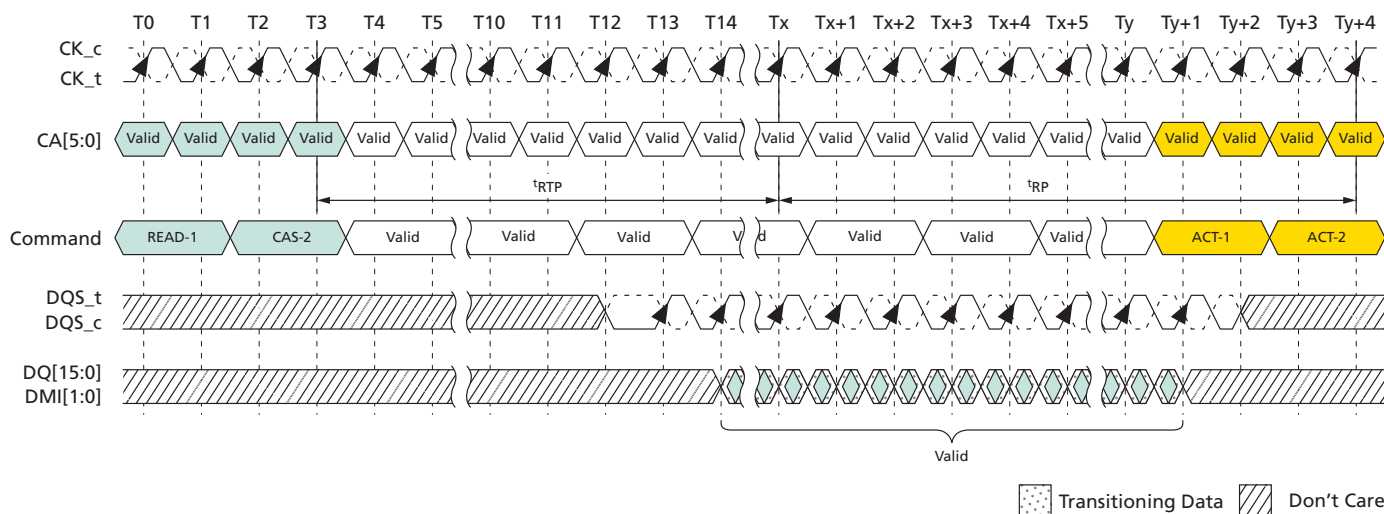 T0 T1 T2 T3 T4 T5 T10 T11 T12 T13 T14 Tx Tx+1 Tx+2 Tx+3 Tx+4 Tx+5 Ty Ty+1 Ty+2 Ty+3 Ty+4
CK_c
CK_t
CA[5:0] Valid Valid Valid Valid Valid Valid Valid Valid Valid Valid Valid Valid Valid Valid Valid Valid Valid Valid Valid Valid Valid Valid
tRTP tRP
Command READ-1 CAS-2 Valid Valid Valid Valid Valid Valid Valid ACT-1 ACT-2
DQS_t
DQS_c
DQ[15:0]
DMI[1:0]
Valid
Transitioning Data Don't Care